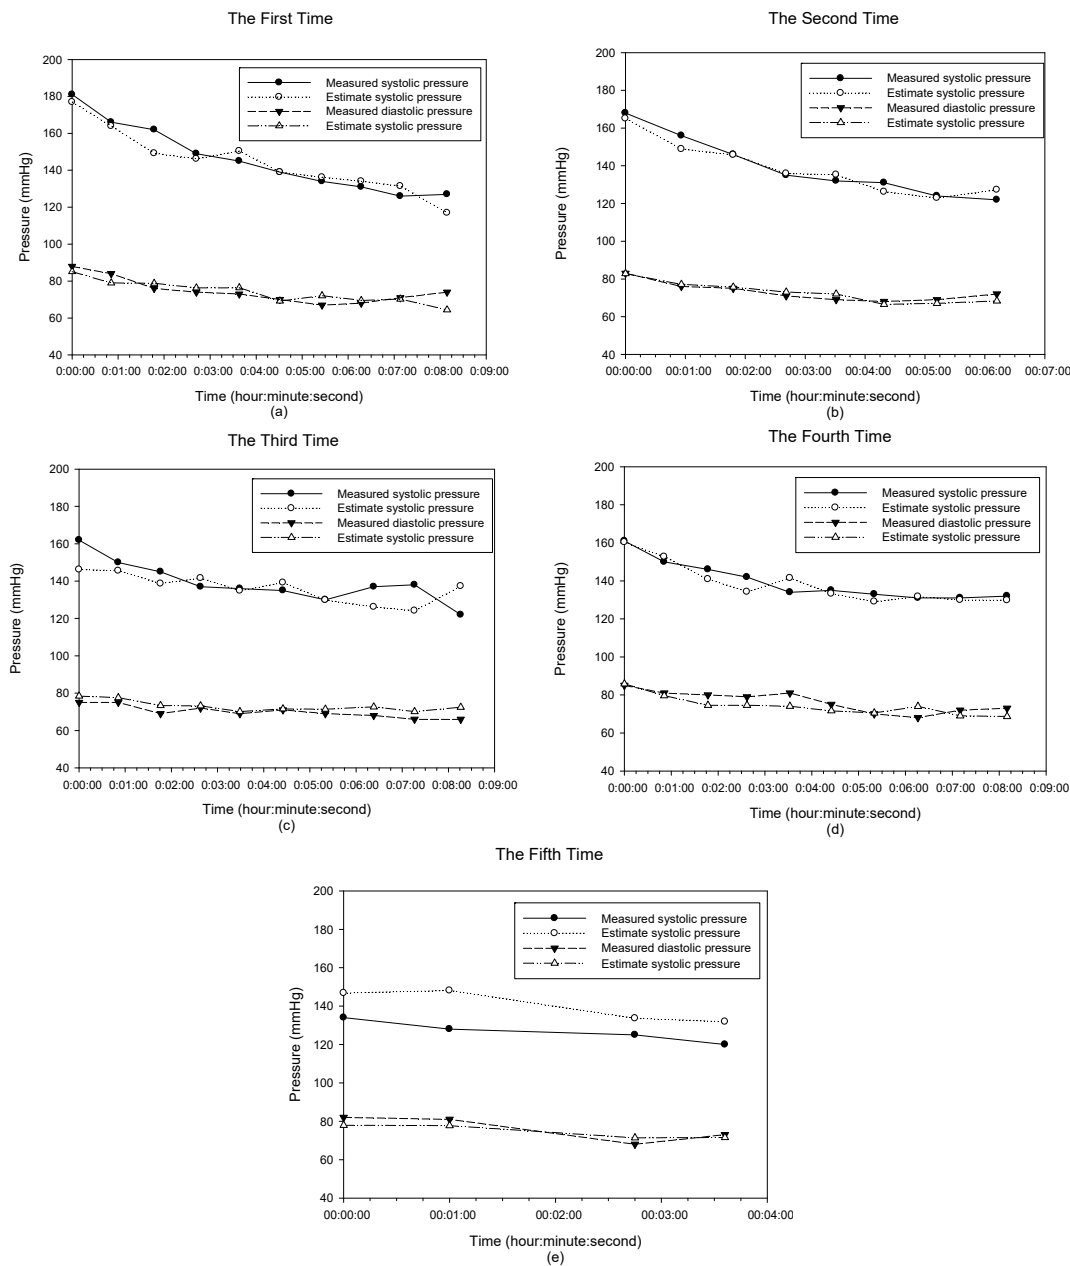 The First Time
200
180
160
140
120
100
80
60
40
Pressure (mmHg)
Measured systolic pressure
Estimate systolic pressure
Measured diastolic pressure
Estimate systolic pressure
0:00:00 0:01:00 0:02:00 0:03:00 0:04:00 0:05:00 0:06:00 0:07:00 0:08:00 0:09:00
Time (hour:minute:second)
(a)
The Second Time
200
180
160
140
120
100
80
60
40
Pressure (mmHg)
Measured systolic pressure
Estimate systolic pressure
Measured diastolic pressure
Estimate systolic pressure
00:00:00 00:01:00 00:02:00 00:03:00 00:04:00 00:05:00 00:06:00 00:07:00
Time (hour:minute:second)
(b)
The Third Time
200
180
160
140
120
100
80
60
40
Pressure (mmHg)
Measured systolic pressure
Estimate systolic pressure
Measured diastolic pressure
Estimate systolic pressure
0:00:00 0:01:00 0:02:00 0:03:00 0:04:00 0:05:00 0:06:00 0:07:00 0:08:00 0:09:00
Time (hour:minute:second)
(c)
The Fourth Time
200
180
160
140
120
100
80
60
40
Pressure (mmHg)
Measured systolic pressure
Estimate systolic pressure
Measured diastolic pressure
Estimate systolic pressure
0:00:00 0:01:00 0:02:00 0:03:00 0:04:00 0:05:00 0:06:00 0:07:00 0:08:00 0:09:00
Time (hour:minute:second)
(d)
The Fifth Time
200
180
160
140
120
100
80
60
40
Pressure (mmHg)
Measured systolic pressure
Estimate systolic pressure
Measured diastolic pressure
Estimate systolic pressure
00:00:00 00:01:00 00:02:00 00:03:00 00:04:00
Time (hour:minute:second)
(e)